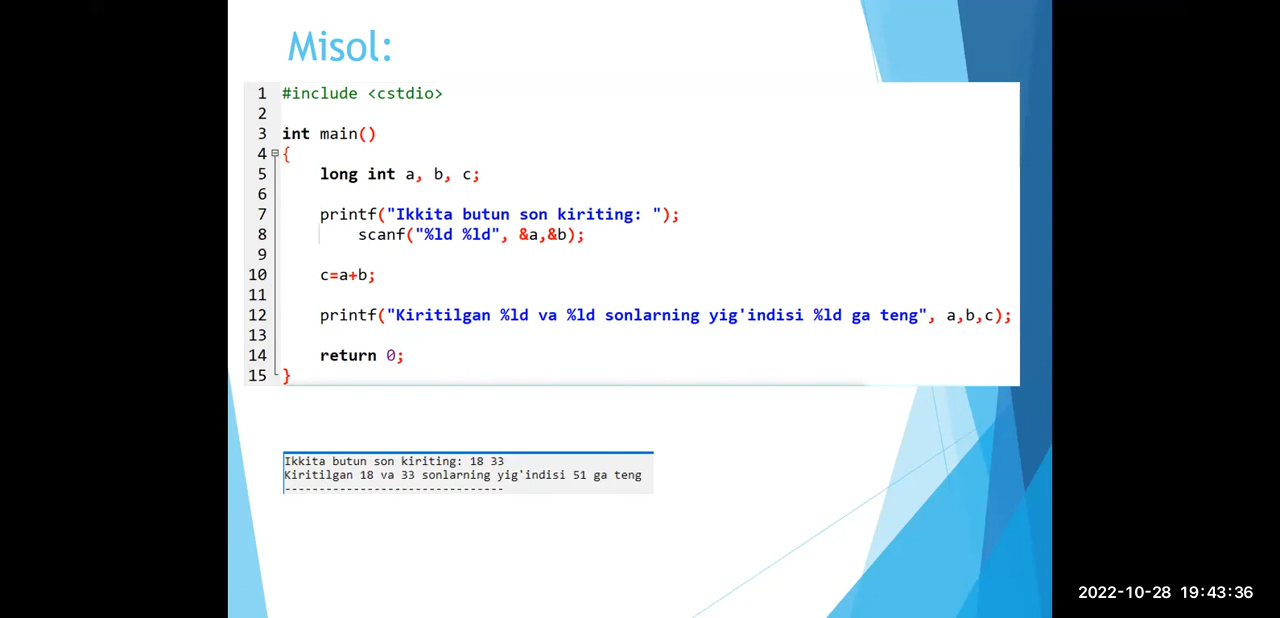 Misol:
1 #include <cstdio>
2
3 int main()
4 {
5 long int a, b, c;
6
7 printf("Ikkita butun son kiriting: ");
8 scanf("%ld %ld", &a,&b);
9
10 c=a+b;
11
12 printf("Kiritilgan %ld va %ld sonlarning yig'indisi %ld ga teng", a,b,c);
13
14 return 0;
15 }
Ikkita butun son kiriting: 18 33
Kiritilgan 18 va 33 sonlarning yig'indisi 51 ga teng
--------------------------------
2022-10-28 19:43:36